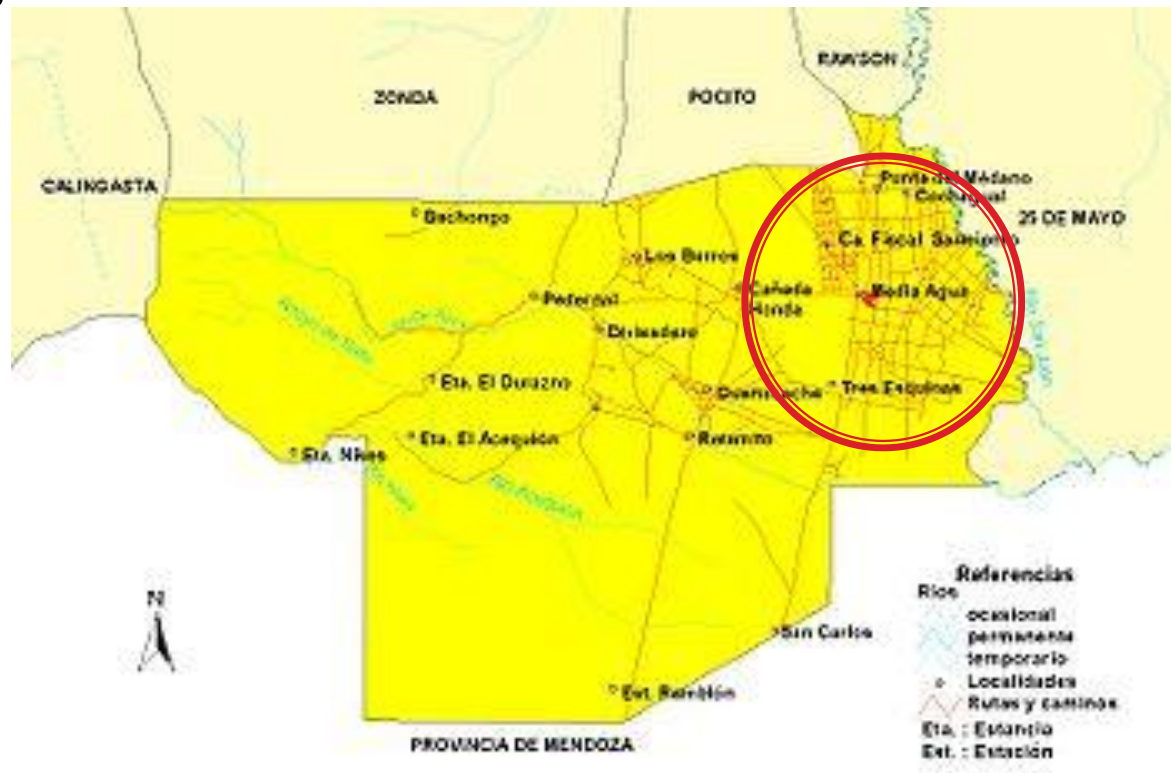 RAWSON
ZONDA
POCITO
CALINGASTA
Punta del Médano
Cochagual
25 DE MAYO
Bachongo
Ca. Fiscal Sarmiento
Los Berros
Cañada
Honda
Media Agua
Pedernal
Divisadero
Eta. El Durazno
Guanacache
Tres Esquinas
Eta. El Acequión
Retamito
Eta. Nikes
N
San Carlos
Est. Ramblón
PROVINCIA DE MENDOZA
Referencias
Ríos
ocasional
permanente
temporario
Localidades
Rutas y caminos
Eta. : Estancia
Est. : Estación